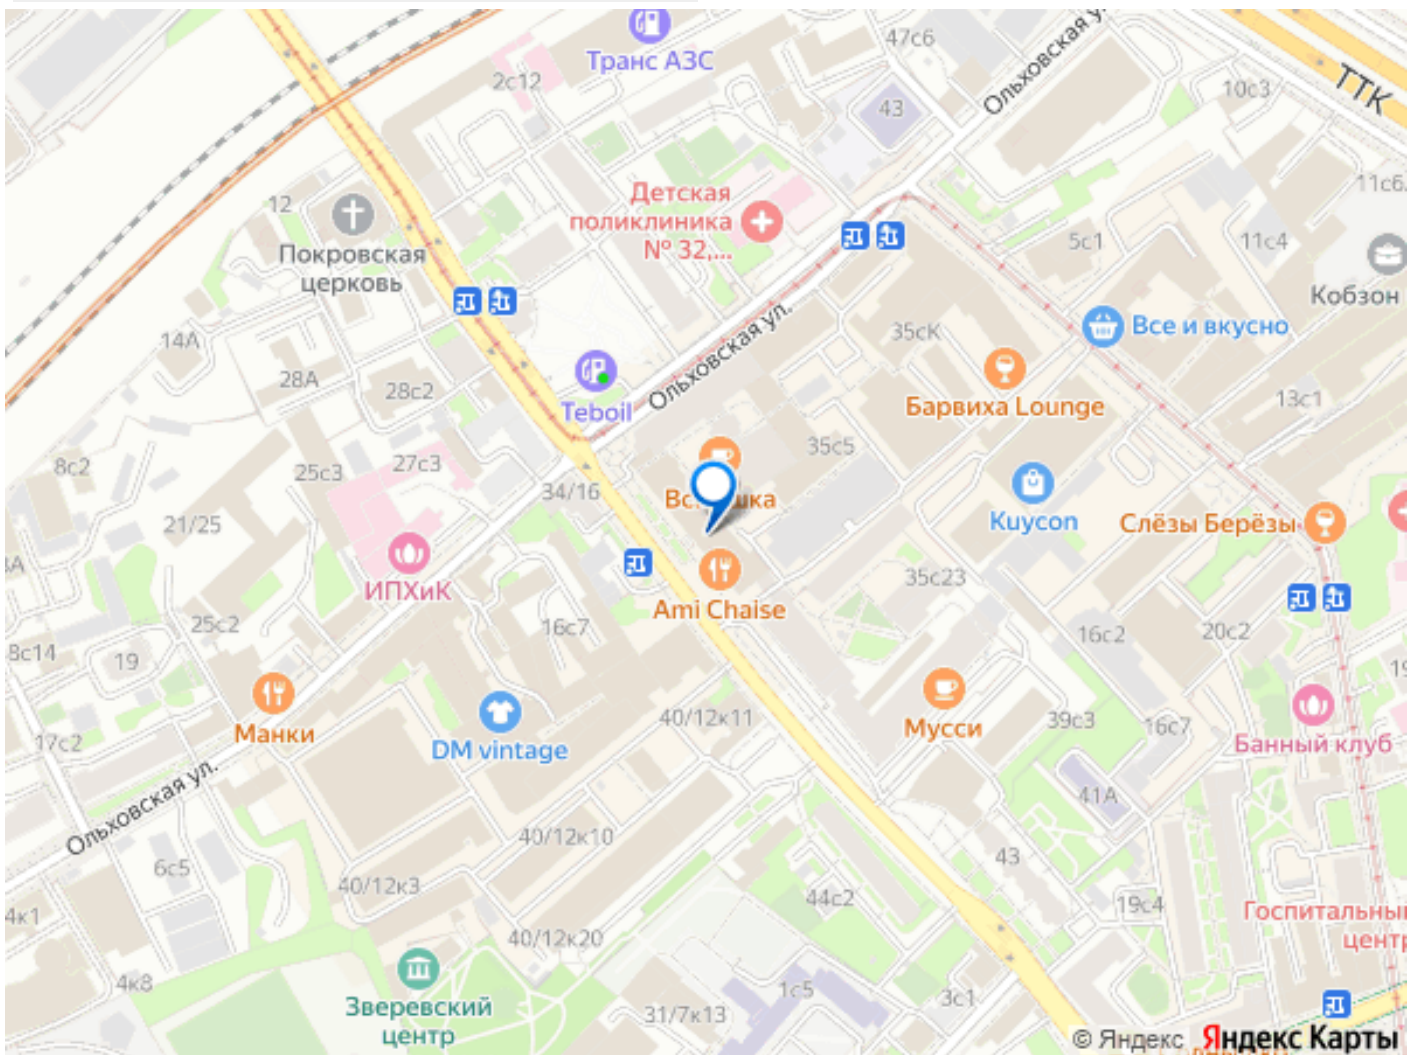 Транс АЗС
47с6
2с12
Ольховская у
ТТК
10с3
43
11с6
Детская
поликлиника
№ 32,...
12
Покровская
церковь
5с1
11с4
Кобзон
14А
35сК
Все и вкусно
Ольховская ул.
28А
28с2
Teboil
Барвиха Lounge
13с1
8с2
25с3
27с3
35с5
34/16
21/25
Kuycon
Слёзы Берёзы
ИПХиК
Ami Chaise
35с23
25с2
16с7
16с2
20с2
8с14
19
Манки
DM vintage
40/12к11
Мусси
39с3
16с7
Банный клуб
17с2
Ольховская ул.
41А
40/12к10
6с5
40/12к3
43
44с2
19с4
Госпитальны
центр
4к1
40/12к20
4к8
Зверевский
центр
1с5
3с1
31/7к13
© Яндекс Яндекс Карты